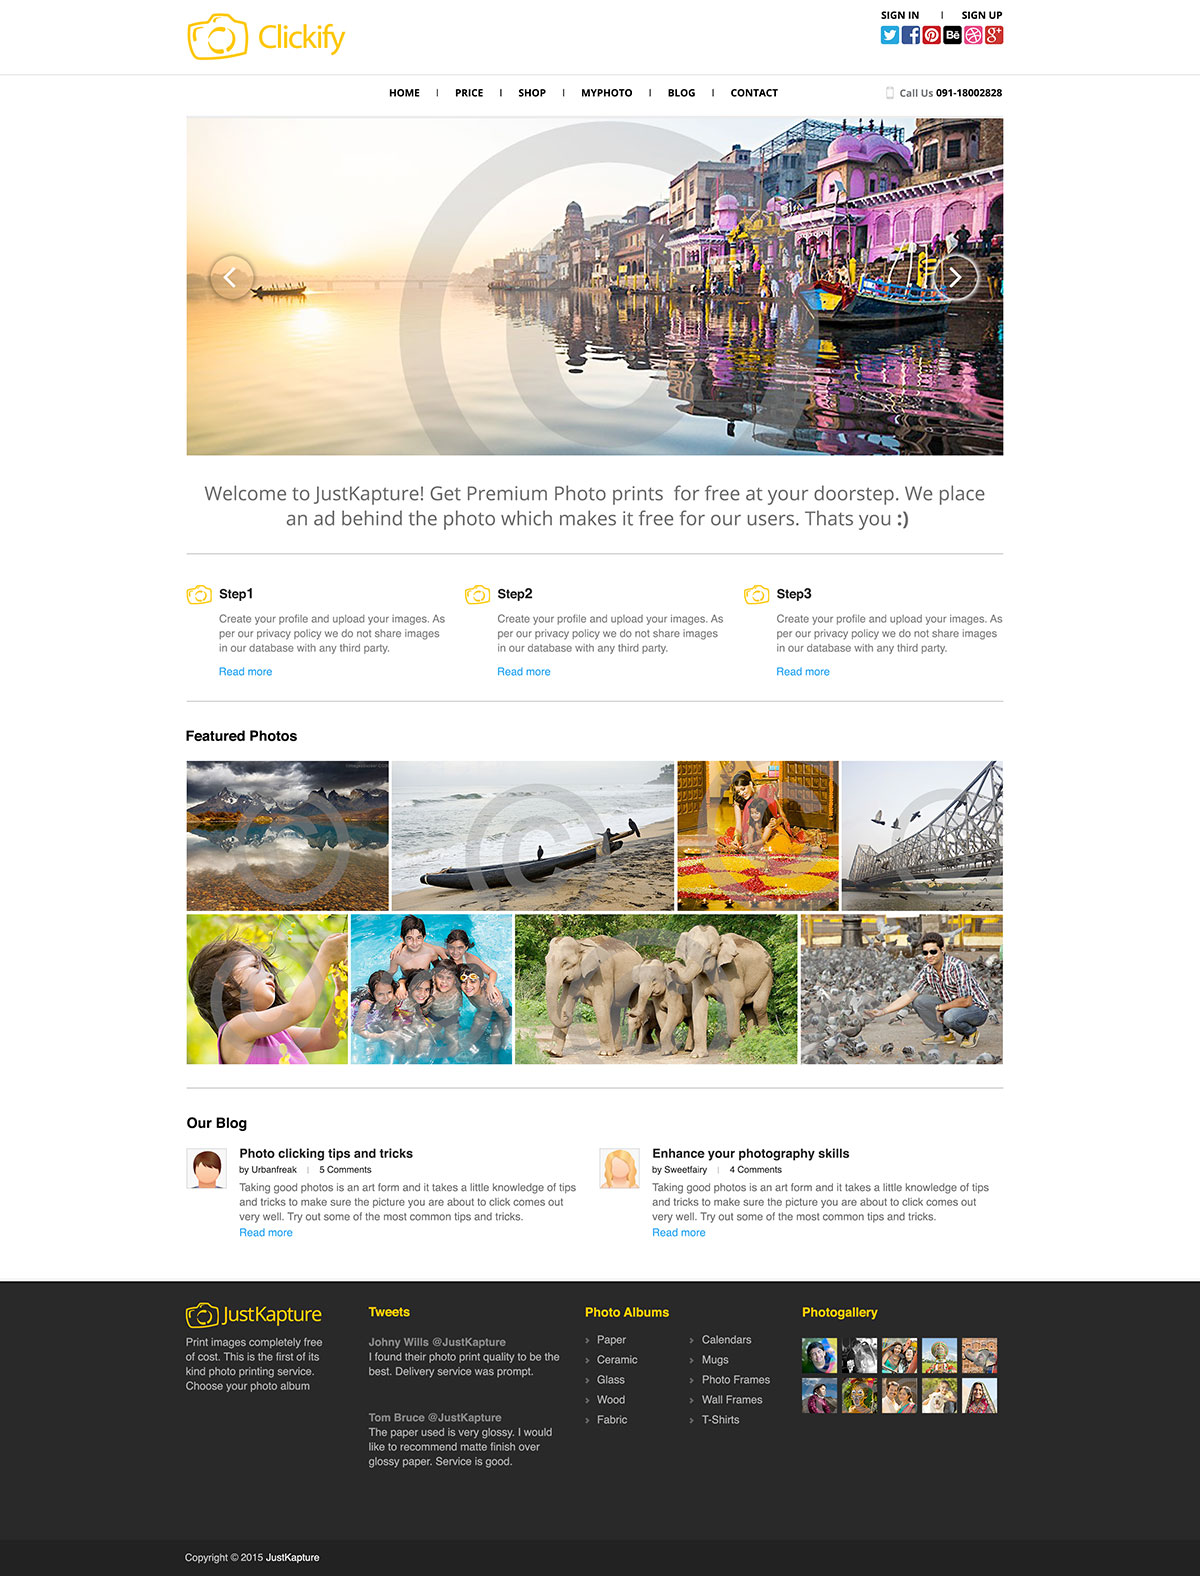 Clickify
SIGN IN | SIGN UP
HOME | PRICE | SHOP | MYPHOTO | BLOG | CONTACT
Call Us 091-18002828
Welcome to JustKapture! Get Premium Photo prints for free at your doorstep. We place
an ad behind the photo which makes it free for our users. Thats you :)
Step1
Create your profile and upload your images. As
per our privacy policy we do not share images
in our database with any third party.
Read more
Step2
Create your profile and upload your images. As
per our privacy policy we do not share images
in our database with any third party.
Read more
Step3
Create your profile and upload your images. As
per our privacy policy we do not share images
in our database with any third party.
Read more
Featured Photos
Our Blog
Photo clicking tips and tricks
by Urbanfreak | 5 Comments
Taking good photos is an art form and it takes a little knowledge of tips
and tricks to make sure the picture you are about to click comes out
very well. Try out some of the most common tips and tricks.
Read more
Enhance your photography skills
by Sweetfairy | 4 Comments
Taking good photos is an art form and it takes a little knowledge of tips
and tricks to make sure the picture you are about to click comes out
very well. Try out some of the most common tips and tricks.
Read more
JustKapture
Print images completely free
of cost. This is the first of its
kind photo printing service.
Choose your photo album
Tweets
Johny Wills @JustKapture
I found their photo print quality to be the
best. Delivery service was prompt.
Tom Bruce @JustKapture
The paper used is very glossy. I would
like to recommend matte finish over
glossy paper. Service is good.
Photo Albums
Paper
Ceramic
Glass
Wood
Fabric
Calendars
Mugs
Photo Frames
Wall Frames
T-Shirts
Photogallery
Copyright © 2015 JustKapture